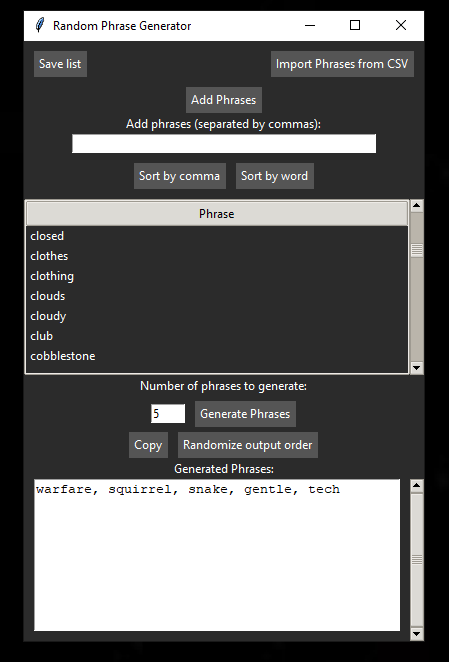 Random Phrase Generator
Save list
Import Phrases from CSV
Add Phrases
Add phrases (separated by commas):
Sort by comma
Sort by word
Phrase
closed
clothes
clothing
clouds
cloudy
club
cobblestone
Number of phrases to generate:
5
Generate Phrases
Copy
Randomize output order
Generated Phrases:
warfare, squirrel, snake, gentle, tech